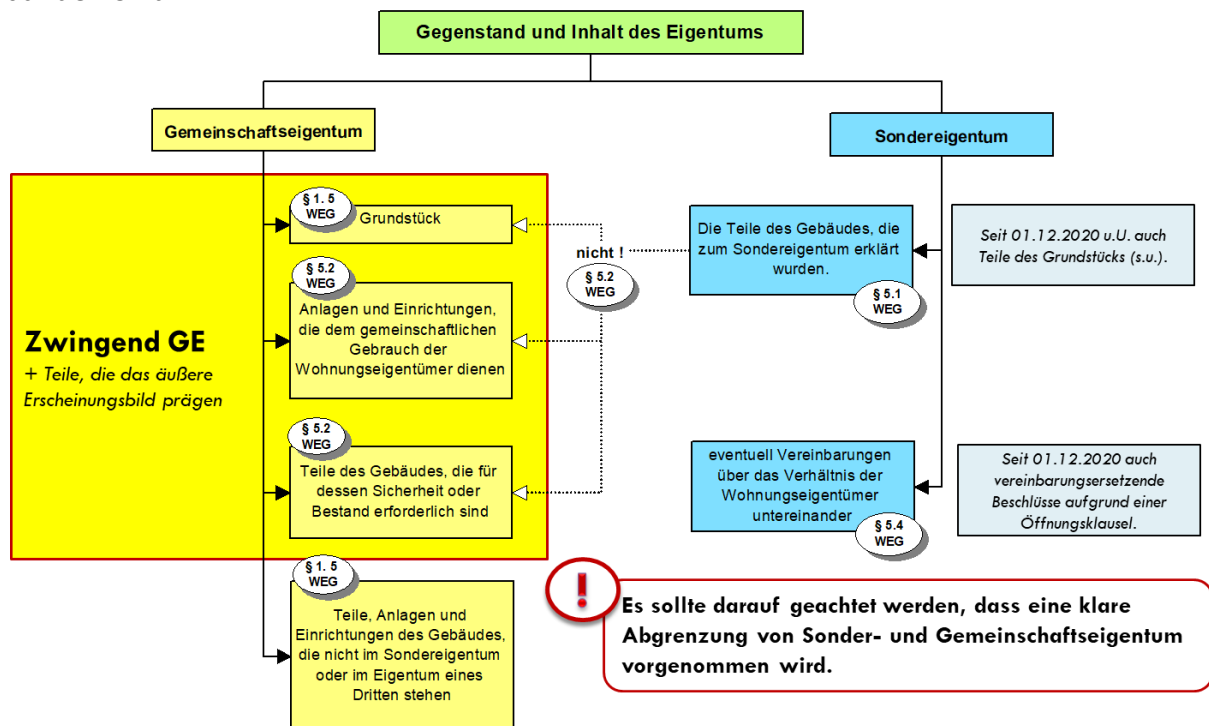 Gegenstand und Inhalt des Eigentums
Gemeinschaftseigentum
Sondereigentum
Zwingend GE
+ Teile, die das äußere
Erscheinungsbild prägen
§ 1. 5
WEG
Grundstück
§ 5.2
WEG
Anlagen und Einrichtungen,
die dem gemeinschaftlichen
Gebrauch der
Wohnungseigentümer dienen
§ 5.2
WEG
Teile des Gebäudes, die für
dessen Sicherheit oder
Bestand erforderlich sind
§ 1. 5
WEG
Teile, Anlagen und
Einrichtungen des Gebäudes,
die nicht im Sondereigentum
oder im Eigentum eines
Dritten stehen
nicht !
§ 5.2
WEG
Die Teile des Gebäudes, die
zum Sondereigentum erklärt
wurden.
§ 5.1
WEG
Seit 01.12.2020 u.U. auch
Teile des Grundstücks (s.u.).
eventuell Vereinbarungen
über das Verhältnis der
Wohnungseigentümer
untereinander
§ 5.4
WEG
Seit 01.12.2020 auch
vereinbarungsersetzende
Beschlüsse aufgrund einer
Öffnungsklausel.
!
Es sollte darauf geachtet werden, dass eine klare
Abgrenzung von Sonder- und Gemeinschaftseigentum
vorgenommen wird.